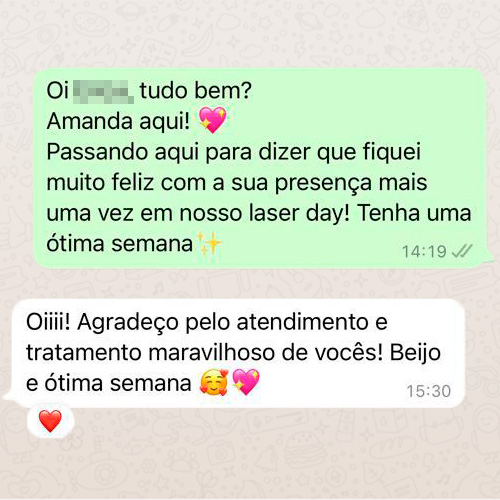 Oi , tudo bem?
Amanda aqui! 💖
Passando aqui para dizer que fiquei
muito feliz com a sua presença mais
uma vez em nosso laser day! Tenha uma
ótima semana✨
14:19
Oiiii! Agradeço pelo atendimento e
tratamento maravilhoso de vocês! Beijo
e ótima semana 🥰💖
15:30
❤️